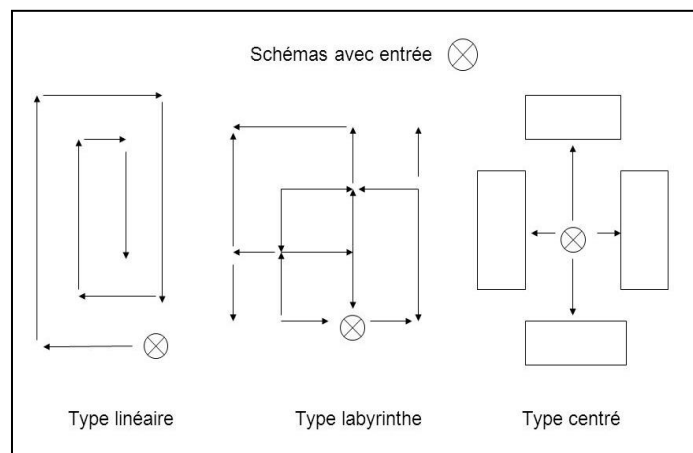 Schémas avec entrée
Type linéaire
Type labyrinthe
Type centré